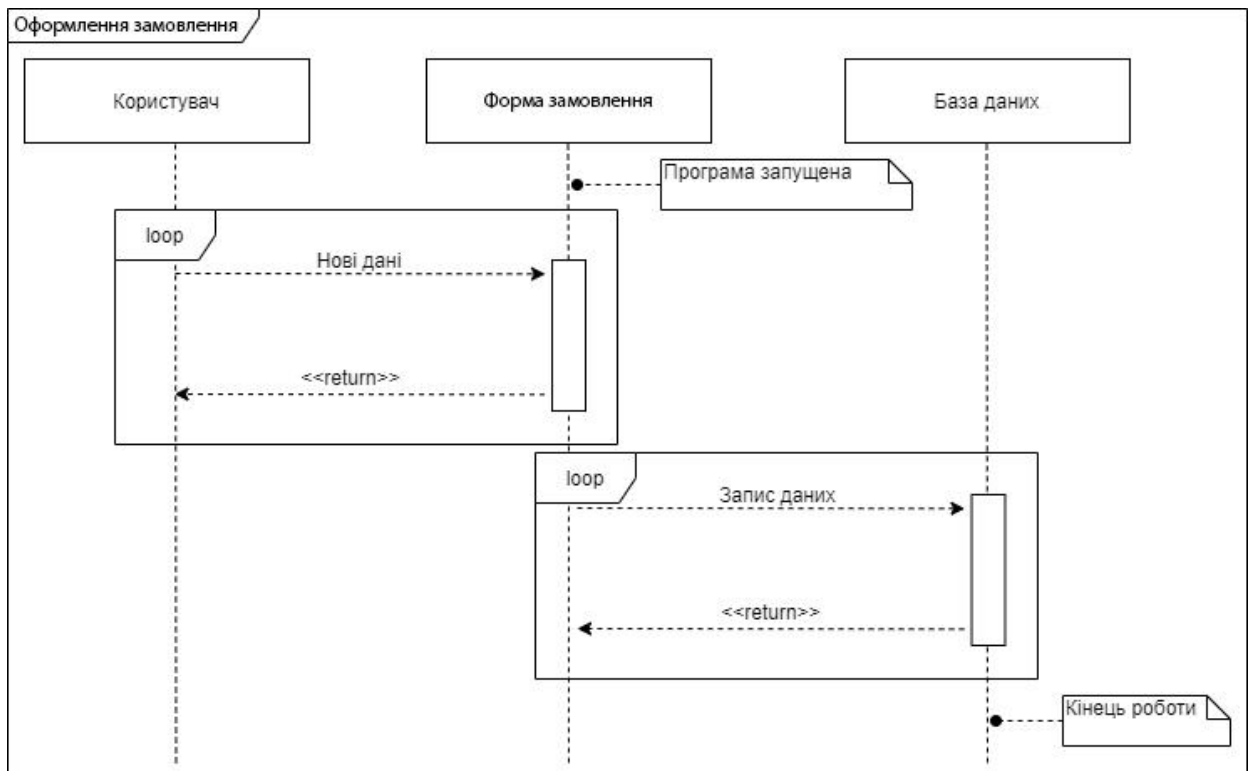 Оформлення замовлення
Користувач
Форма замовлення
База даних
Програма запущена
loop
Нові дані
<<return>>
loop
Запис даних
<<return>>
Кінець роботи